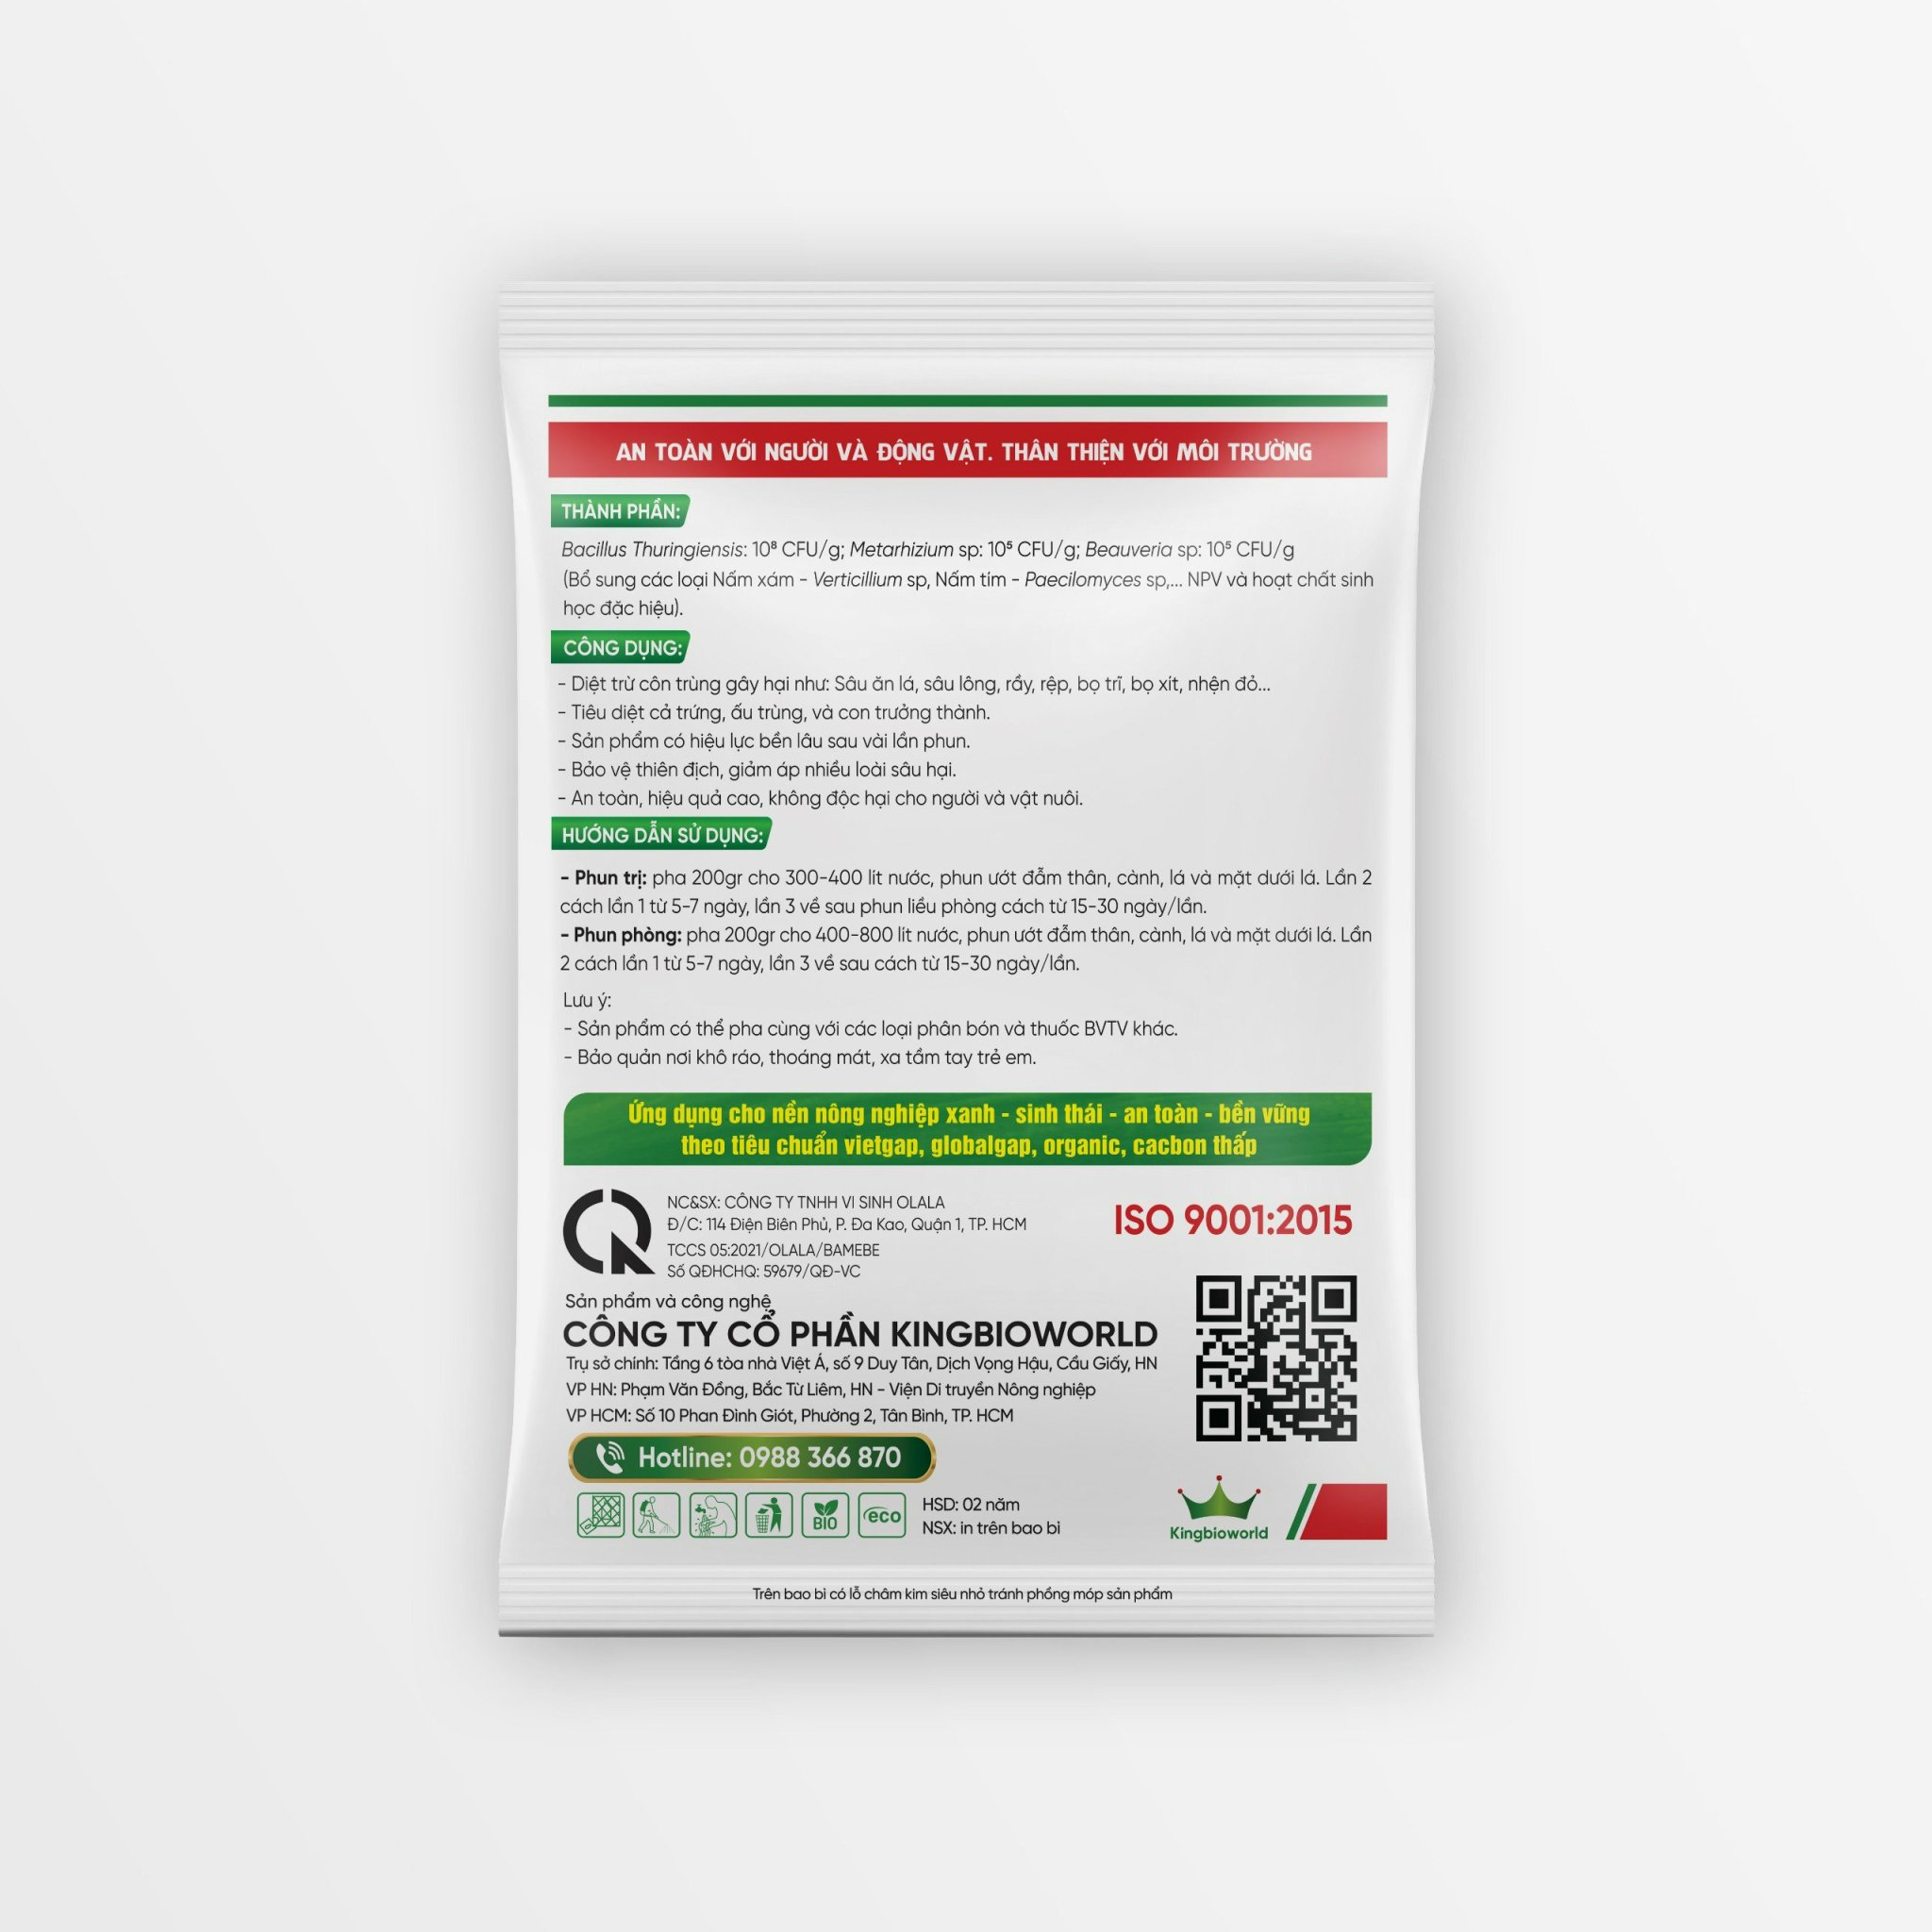 AN TOÀN VỚI NGƯỜI VÀ ĐỘNG VẬT. THÂN THIỆN VỚI MÔI TRƯỜNG
THÀNH PHẦN:
Bacillus Thuringiensis: 10⁸ CFU/g; Metarhizium sp: 10⁵ CFU/g; Beauveria sp: 10⁵ CFU/g
(Bổ sung các loại Nấm xám - Verticillium sp, Nấm tím - Paecilomyces sp,... NPV và hoạt chất sinh
học đặc hiệu).
CÔNG DỤNG:
- Diệt trừ côn trùng gây hại như: Sâu ăn lá, sâu lông, rầy, rệp, bọ trĩ, bọ xít, nhện đỏ...
- Tiêu diệt cả trứng, ấu trùng, và con trưởng thành.
- Sản phẩm có hiệu lực bền lâu sau vài lần phun.
- Bảo vệ thiên địch, giảm áp nhiều loài sâu hại.
- An toàn, hiệu quả cao, không độc hại cho người và vật nuôi.
HƯỚNG DẪN SỬ DỤNG:
- Phun trị: pha 200gr cho 300-400 lít nước, phun ướt đẫm thân, cành, lá và mặt dưới lá. Lần 2
cách lần 1 từ 5-7 ngày, lần 3 về sau phun liều phòng cách từ 15-30 ngày/lần.
- Phun phòng: pha 200gr cho 400-800 lít nước, phun ướt đẫm thân, cành, lá và mặt dưới lá. Lần
2 cách lần 1 từ 5-7 ngày, lần 3 về sau cách từ 15-30 ngày/lần.
Lưu ý:
- Sản phẩm có thể pha cùng với các loại phân bón và thuốc BVTV khác.
- Bảo quản nơi khô ráo, thoáng mát, xa tầm tay trẻ em.
Ứng dụng cho nền nông nghiệp xanh - sinh thái - an toàn - bền vững
theo tiêu chuẩn vietgap, globalgap, organic, cacbon thấp
NC&SX: CÔNG TY TNHH VI SINH OLALA
Đ/C: 114 Điện Biên Phủ, P. Đa Kao, Quận 1, TP. HCM
TCCS 05:2021/OLALA/BAMEBE
Số QĐHCHQ: 59679/QĐ-VC
ISO 9001:2015
Sản phẩm và công nghệ
CÔNG TY CỔ PHẦN KINGBIOWORLD
Trụ sở chính: Tầng 6 tòa nhà Việt Á, số 9 Duy Tân, Dịch Vọng Hậu, Cầu Giấy, HN
VP HN: Phạm Văn Đồng, Bắc Từ Liêm, HN - Viện Di truyền Nông nghiệp
VP HCM: Số 10 Phan Đình Giót, Phường 2, Tân Bình, TP. HCM
Hotline: 0988 366 870
BIO
eco
HSD: 02 năm
NSX: in trên bao bì
Kingbioworld
Trên bao bì có lỗ châm kim siêu nhỏ tránh phồng móp sản phẩm